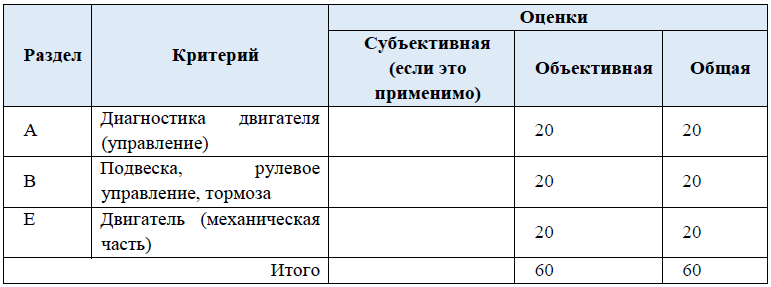 Раздел
Критерий
Оценки
Субъективная
(если это
применимо)
Объективная
Общая
А
Диагностика двигателя
(управление)
20
20
В
Подвеска, рулевое
управление, тормоза
20
20
Е
Двигатель (механическая
часть)
20
20
Итого
60
60